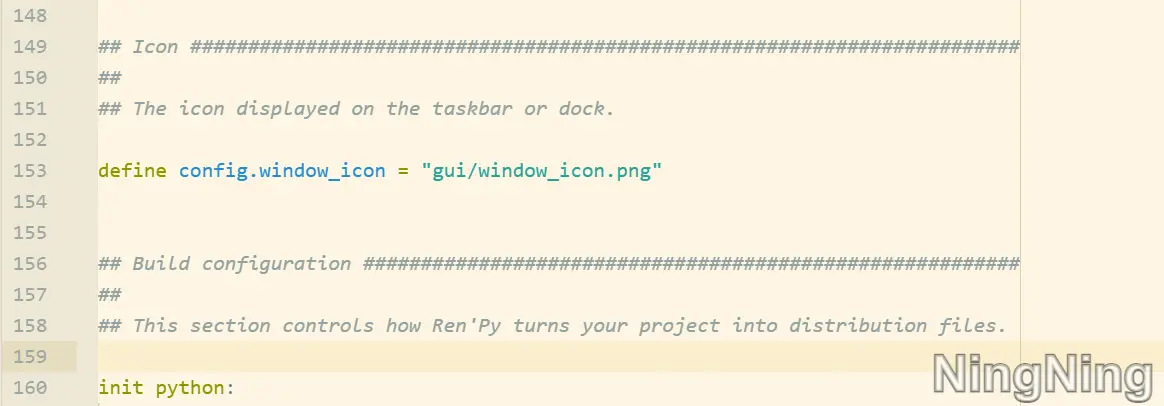 148
149 ## Icon ########################################################################
150 ##
151 ## The icon displayed on the taskbar or dock.
152
153 define config.window_icon = "gui/window_icon.png"
154
155
156 ## Build configuration #########################################################
157 ##
158 ## This section controls how Ren'Py turns your project into distribution files.
159
160 init python:
NingNing